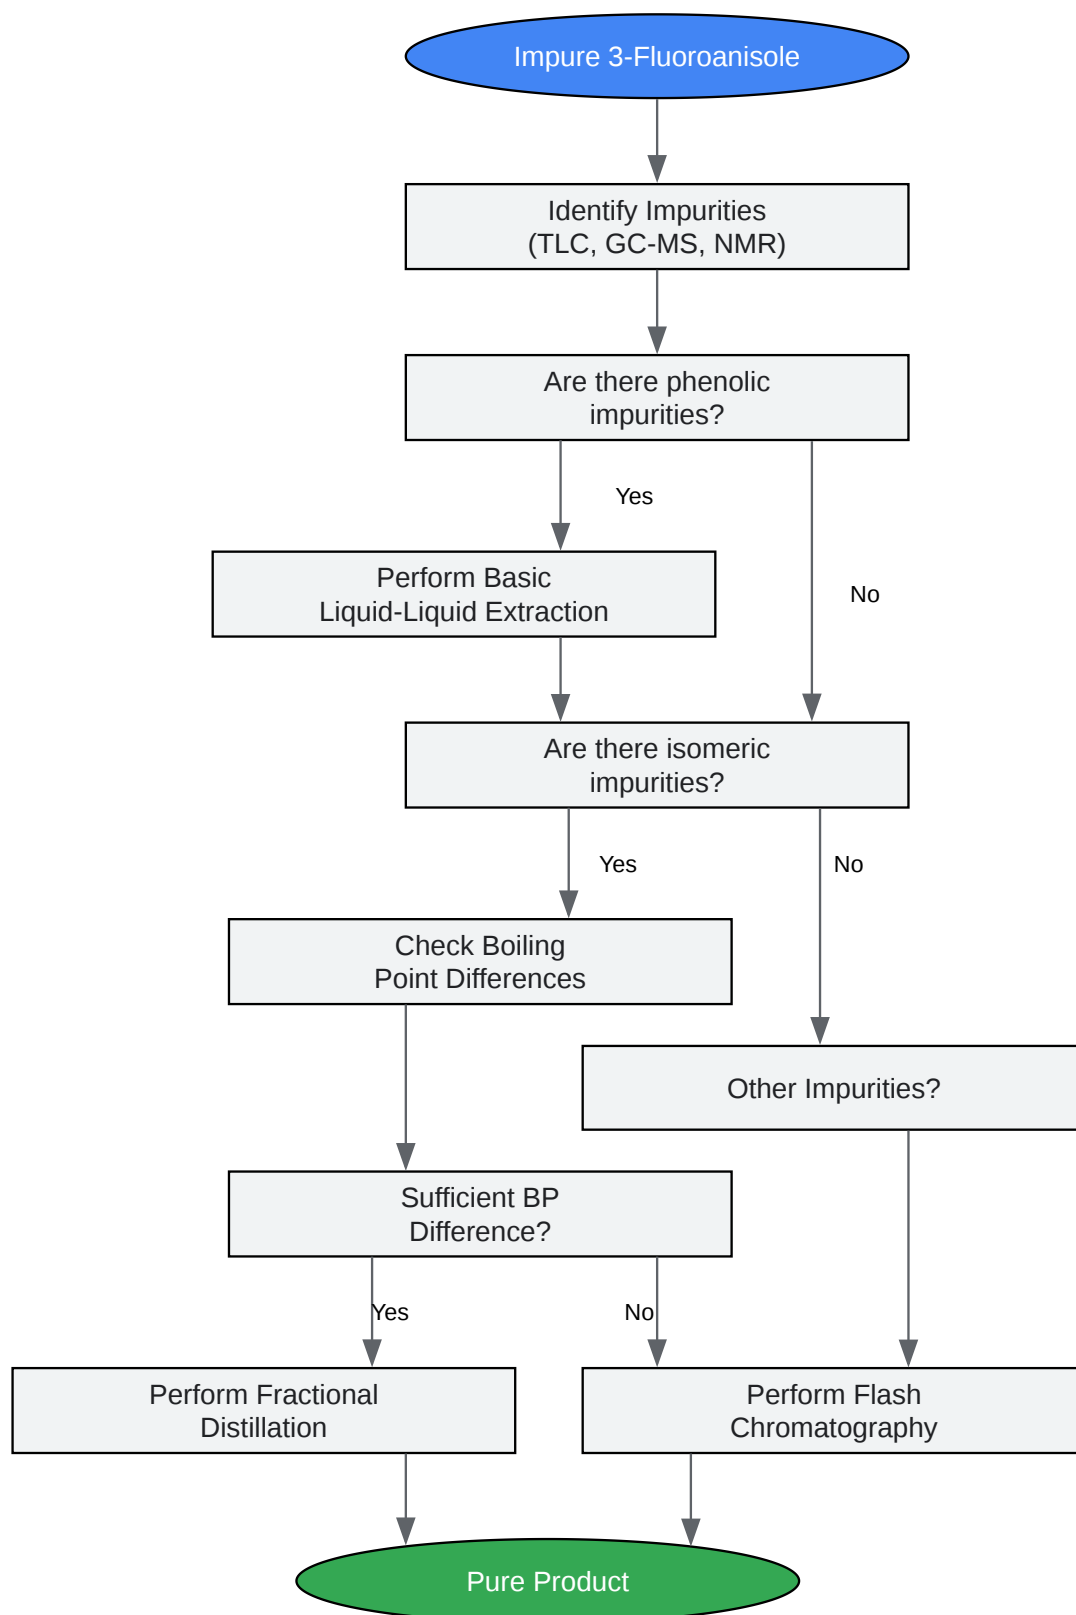 Impure 3-Fluoroanisole
Identify Impurities
(TLC, GC-MS, NMR)
Are there phenolic
impurities?
Yes
Perform Basic
Liquid-Liquid Extraction
No
Are there isomeric
impurities?
Yes
No
Check Boiling
Point Differences
Other Impurities?
Sufficient BP
Difference?
Yes
No
Perform Fractional
Distillation
Perform Flash
Chromatography
Pure Product